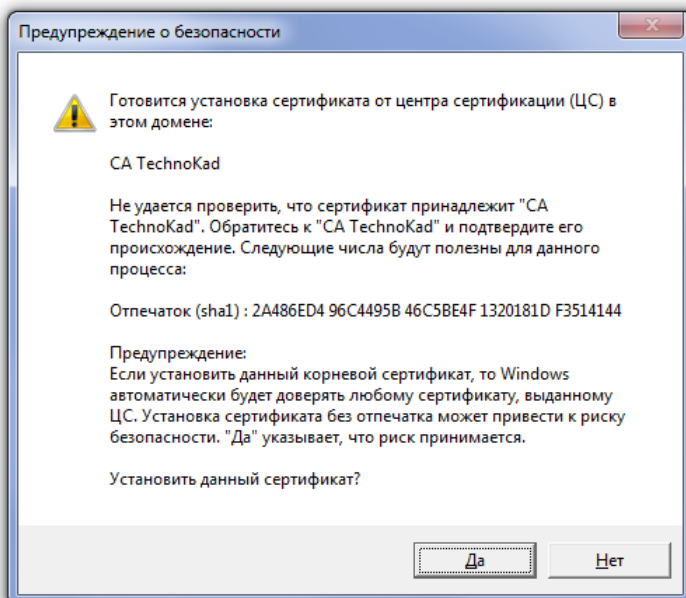 Предупреждение о безопасности
Готовится установка сертификата от центра сертификации (ЦС) в
этом домене:
CA TechnoKad
Не удается проверить, что сертификат принадлежит "CA
TechnoKad". Обратитесь к "CA TechnoKad" и подтвердите его
происхождение. Следующие числа будут полезны для данного
процесса:
Отпечаток (sha1) : 2A486ED4 96C4495B 46C5BE4F 1320181D F3514144
Предупреждение:
Если установить данный корневой сертификат, то Windows
автоматически будет доверять любому сертификату, выданному
ЦС. Установка сертификата без отпечатка может привести к риску
безопасности. "Да" указывает, что риск принимается.
Установить данный сертификат?
Да
Нет